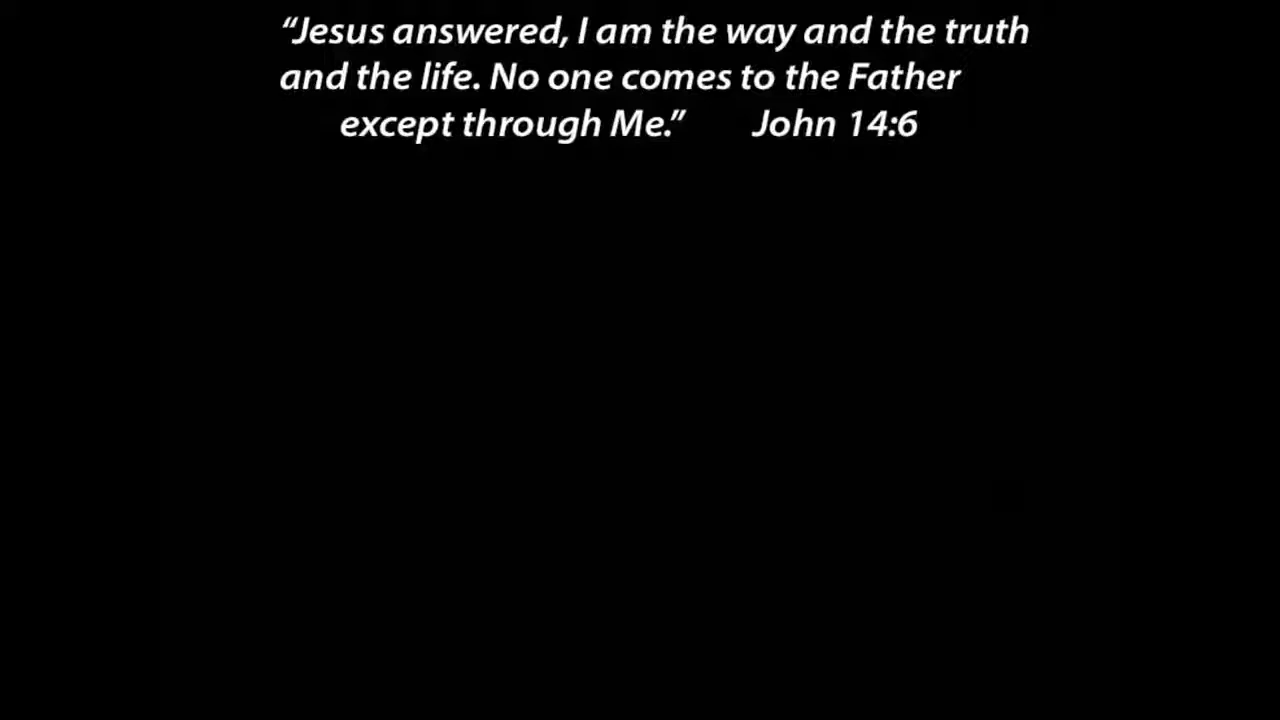 “Jesus answered, I am the way and the truth
and the life. No one comes to the Father
except through Me.” John 14:6